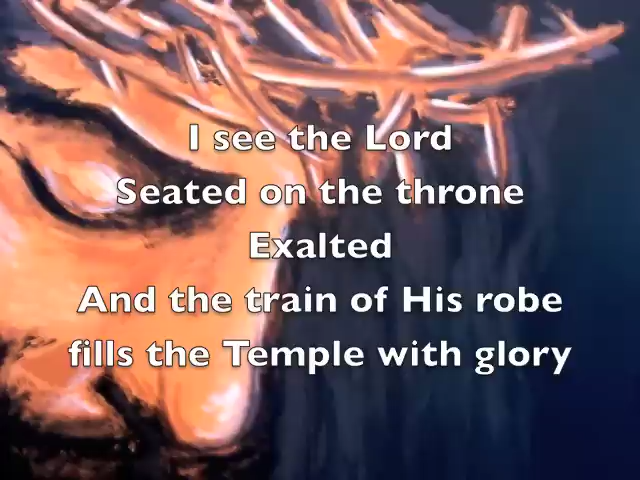 I see the Lord
Seated on the throne
Exalted
And the train of His robe
fills the Temple with glory